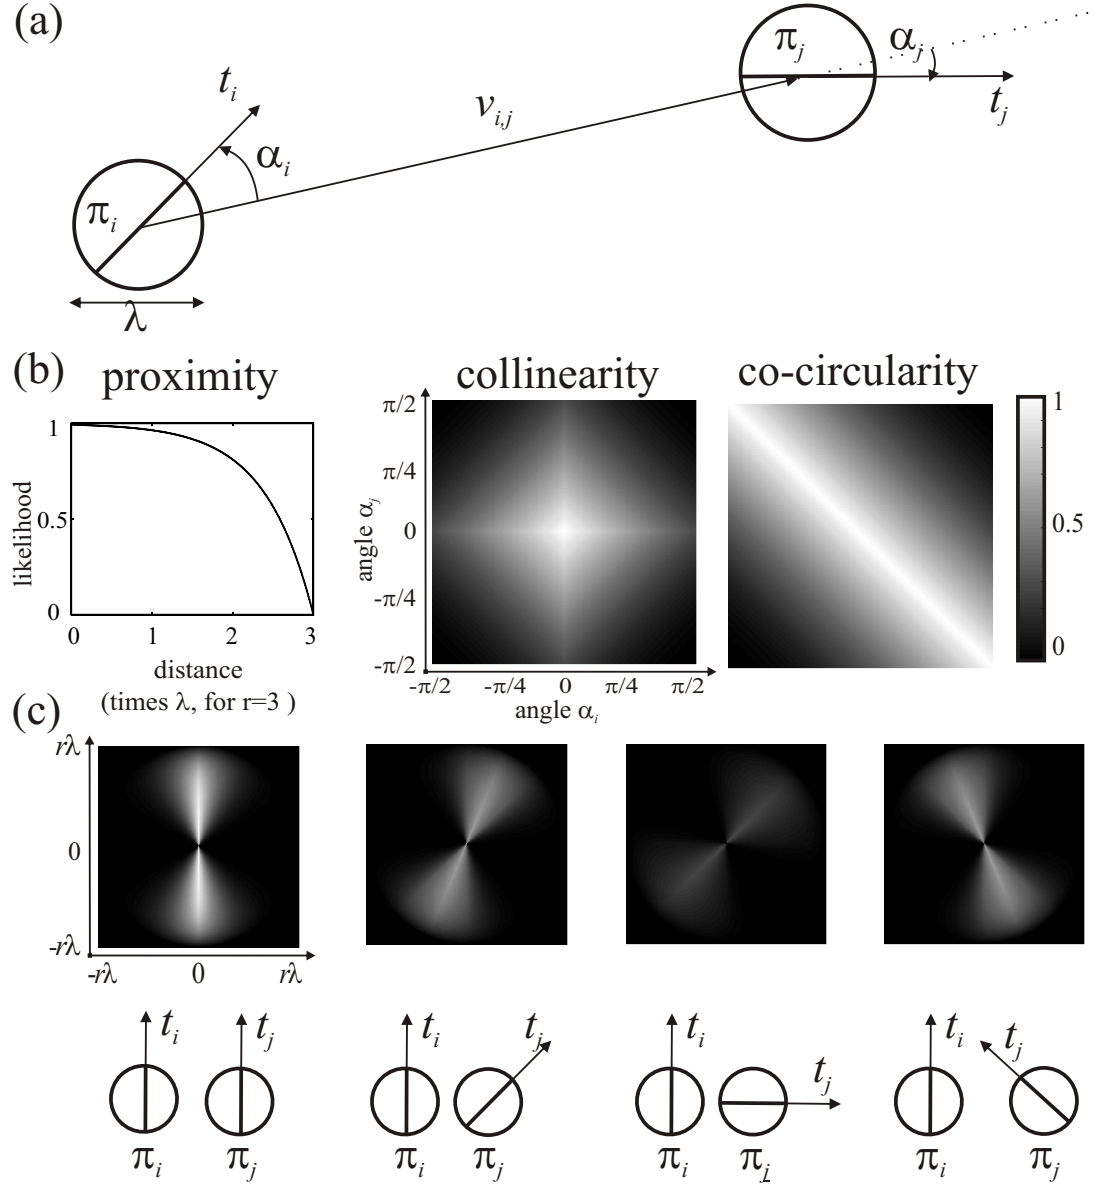 (a)
t_i
α_i
v_{i,j}
π_j
α_j
t_j
π_i
λ
(b)
proximity
collinearity
co-circularity
likelihood
1
0.5
0
0 1 2 3
distance
(times λ, for r=3 )
angle α_j
π/2
π/4
0
-π/4
-π/2
-π/2 -π/4 0 π/4 π/2
angle α_i
1
0.5
0
(c)
rλ
0
-rλ
-rλ 0 rλ
t_i t_j t_i t_j t_i t_j t_i t_j
π_i π_j π_i π_j π_i π_j π_i π_j